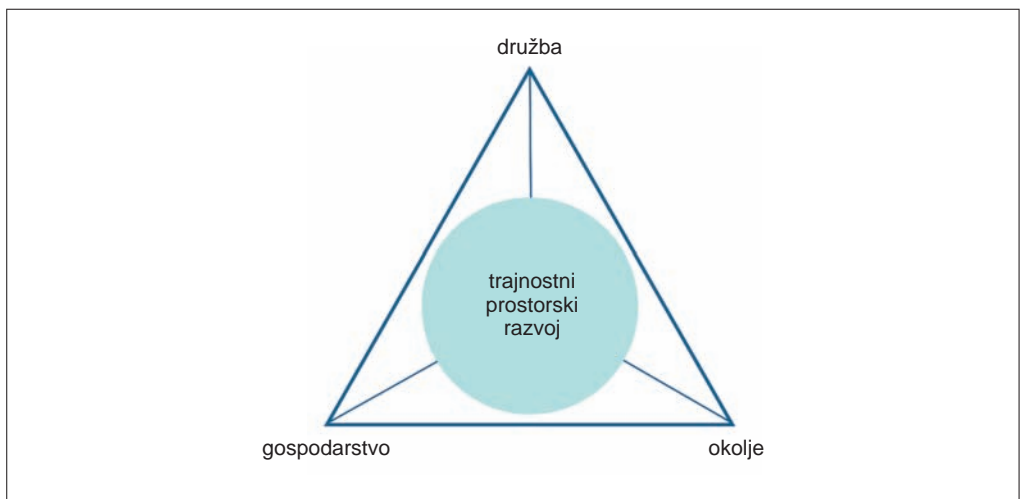 družba
trajnostni
prostorski
razvoj
gospodarstvo
okolje